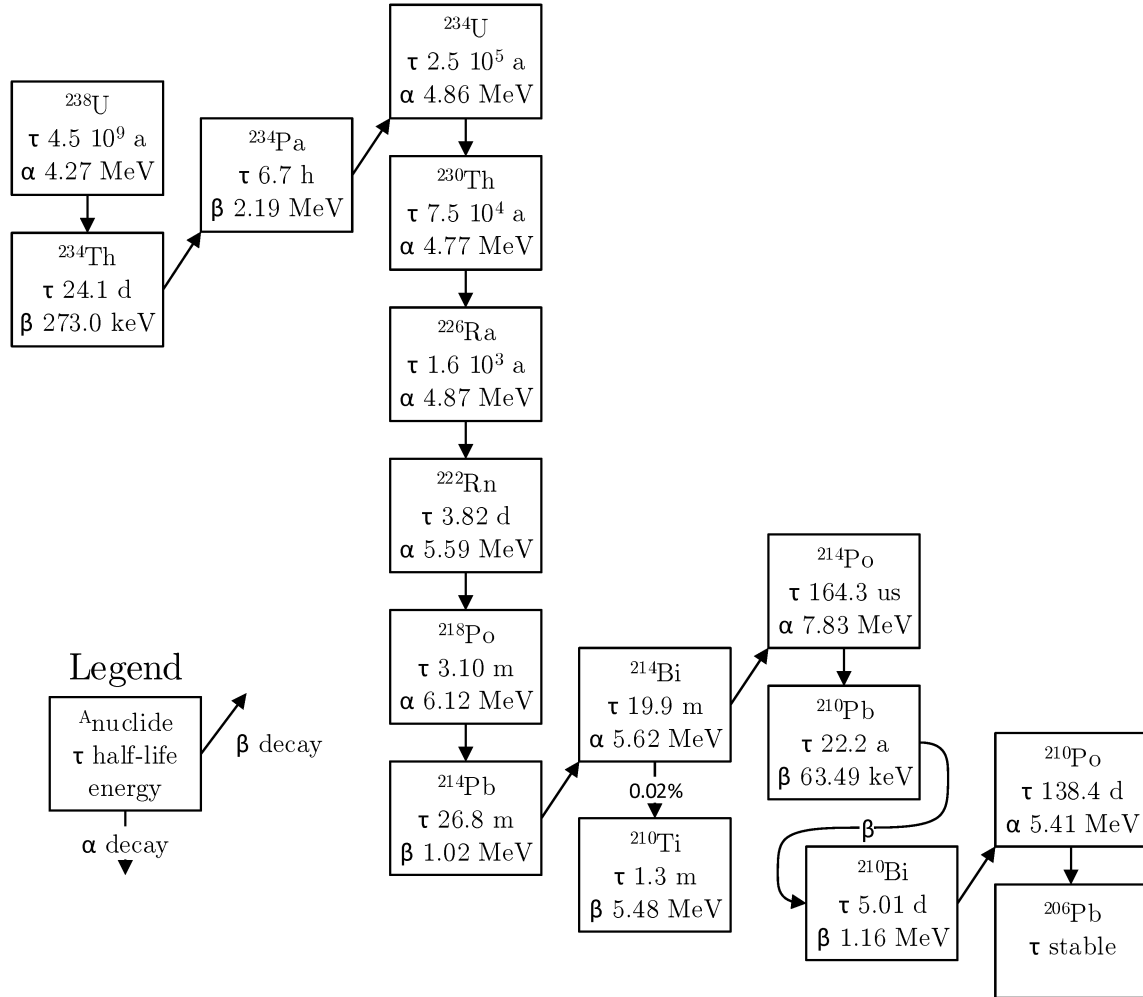 ²³⁸U
τ 4.5 10⁹ a
α 4.27 MeV
²³⁴Th
τ 24.1 d
β 273.0 keV
²³⁴Pa
τ 6.7 h
β 2.19 MeV
²³⁴U
τ 2.5 10⁵ a
α 4.86 MeV
²³⁰Th
τ 7.5 10⁴ a
α 4.77 MeV
²²⁶Ra
τ 1.6 10³ a
α 4.87 MeV
²²²Rn
τ 3.82 d
α 5.59 MeV
²¹⁸Po
τ 3.10 m
α 6.12 MeV
²¹⁴Pb
τ 26.8 m
β 1.02 MeV
²¹⁴Bi
τ 19.9 m
α 5.62 MeV
0.02%
²¹⁰Ti
τ 1.3 m
β 5.48 MeV
²¹⁴Po
τ 164.3 us
α 7.83 MeV
²¹⁰Pb
τ 22.2 a
β 63.49 keV
β
²¹⁰Bi
τ 5.01 d
β 1.16 MeV
²¹⁰Po
τ 138.4 d
α 5.41 MeV
²⁰⁶Pb
τ stable
Legend
ᴬnuclide
τ half-life
energy
β decay
α decay